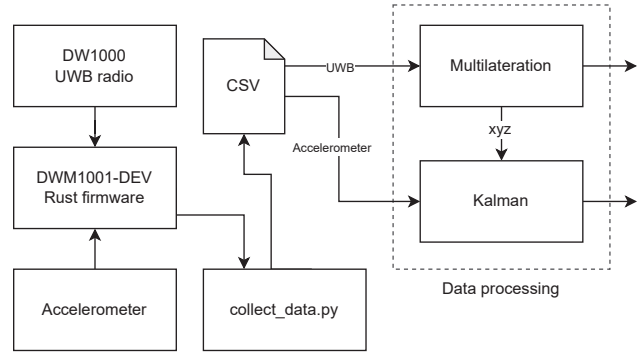 DW1000
UWB radio
DWM1001-DEV
Rust firmware
Accelerometer
CSV
collect_data.py
UWB
Accelerometer
Multilateration
xyz
Kalman
Data processing